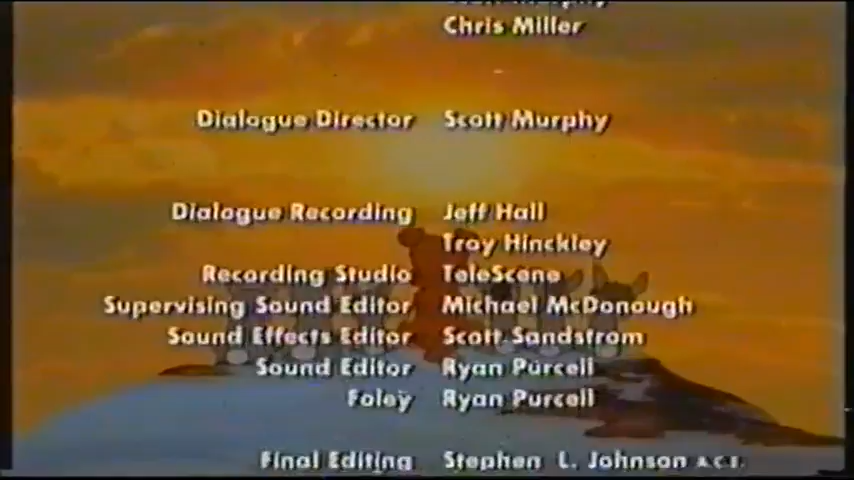 Chris Miller
Dialogue Director Scott Murphy
Dialogue Recording Jeff Hall
Troy Hinckley
Recording Studio TeleScene
Supervising Sound Editor Michael McDonough
Sound Effects Editor Scott Sandstrom
Sound Editor Ryan Purcell
Foley Ryan Purcell
Final Editing Stephen L. Johnson A.C.E.